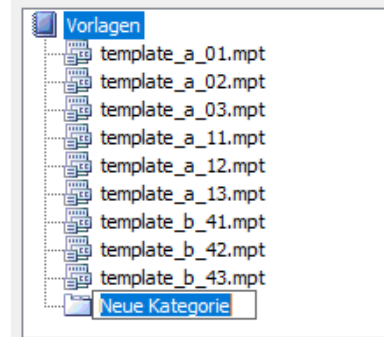 Vorlagen
template_a_01.mpt
template_a_02.mpt
template_a_03.mpt
template_a_11.mpt
template_a_12.mpt
template_a_13.mpt
template_b_41.mpt
template_b_42.mpt
template_b_43.mpt
Neue Kategorie